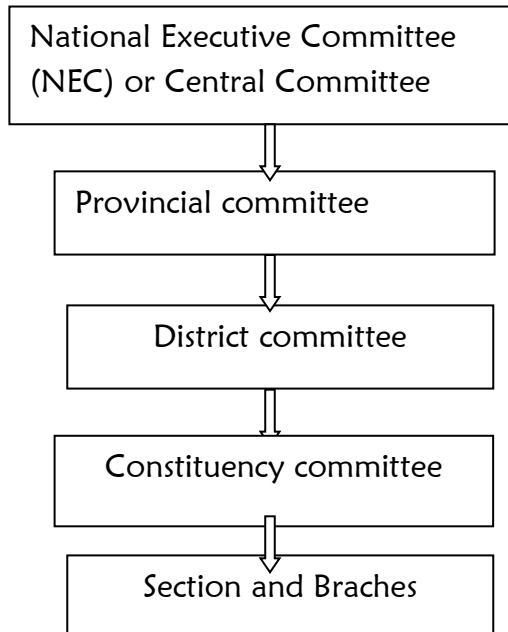 National Executive Committee
(NEC) or Central Committee
Provincial committee
District committee
Constituency committee
Section and Braches